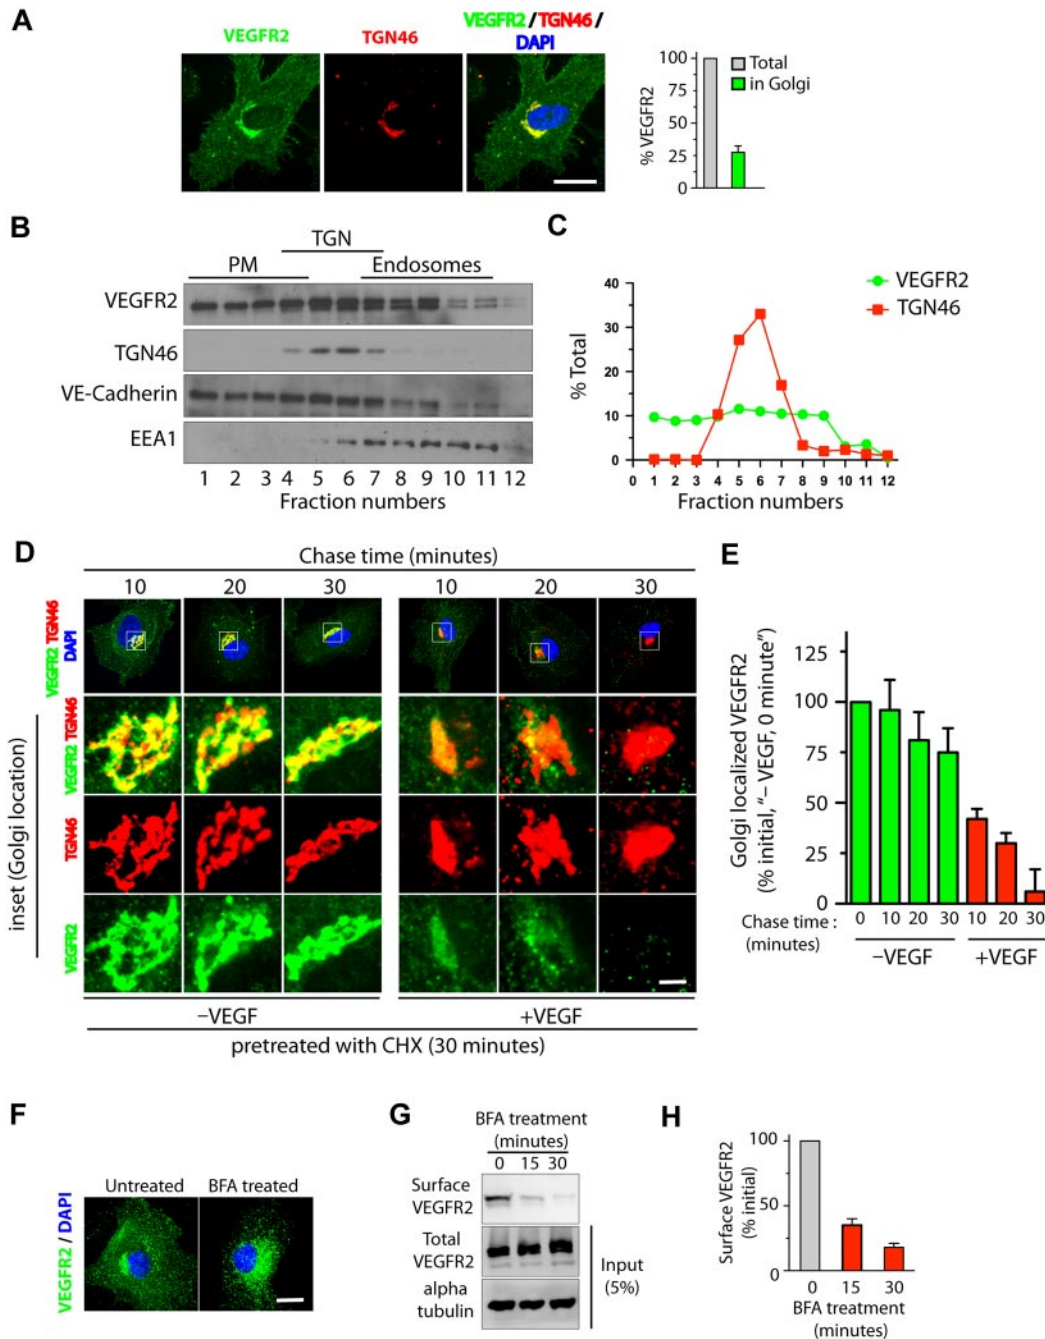 A
VEGFR2
TGN46
VEGFR2 / TGN46 /
DAPI
% VEGFR2
100
75
50
25
0
Total
in Golgi
B
TGN
PM
Endosomes
VEGFR2
TGN46
VE-Cadherin
EEA1
1 2 3 4 5 6 7 8 9 10 11 12
Fraction numbers
C
VEGFR2
TGN46
% Total
40
30
20
10
0
0 1 2 3 4 5 6 7 8 9 10 11 12
Fraction numbers
D
Chase time (minutes)
10 20 30 10 20 30
VEGFR2 TGN46
DAPI
inset (Golgi location)
VEGFR2 TGN46
TGN46
VEGFR2
−VEGF
+VEGF
pretreated with CHX (30 minutes)
E
Golgi localized VEGFR2
(% initial, “− VEGF, 0 minute”)
100
75
50
25
0
Chase time :
(minutes)
0 10 20 30 10 20 30
−VEGF
+VEGF
F
Untreated
BFA treated
VEGFR2 / DAPI
G
BFA treatment
(minutes)
0 15 30
Surface
VEGFR2
Total
VEGFR2
alpha
tubulin
Input
(5%)
H
Surface VEGFR2
(% initial)
100
50
0
0 15 30
BFA treatment
(minutes)